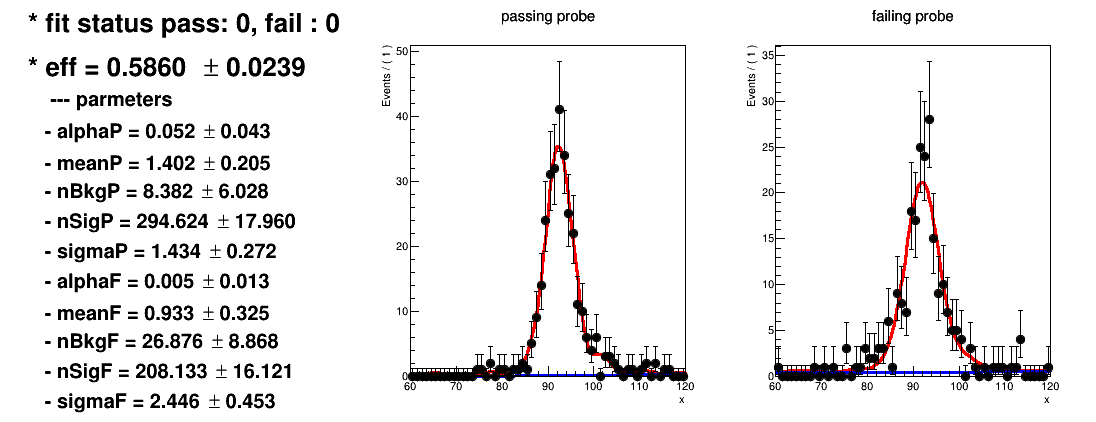 * fit status pass: 0, fail : 0
* eff = 0.5860 ± 0.0239
--- parmeters
- alphaP = 0.052 ± 0.043
- meanP = 1.402 ± 0.205
- nBkgP = 8.382 ± 6.028
- nSigP = 294.624 ± 17.960
- sigmaP = 1.434 ± 0.272
- alphaF = 0.005 ± 0.013
- meanF = 0.933 ± 0.325
- nBkgF = 26.876 ± 8.868
- nSigF = 208.133 ± 16.121
- sigmaF = 2.446 ± 0.453
passing probe
Events / ( 1 )
50
40
30
20
10
0
60 70 80 90 100 110 120
x
failing probe
Events / ( 1 )
35
30
25
20
15
10
5
0
60 70 80 90 100 110 120
x